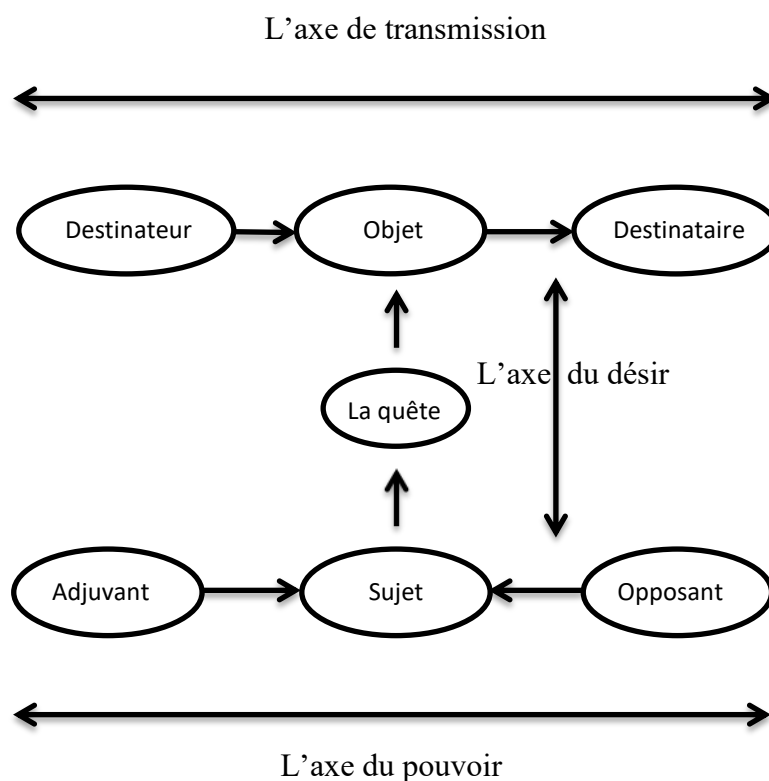 L’axe de transmission
Destinateur
Objet
Destinataire
L’axe du désir
La quête
Adjuvant
Sujet
Opposant
L’axe du pouvoir